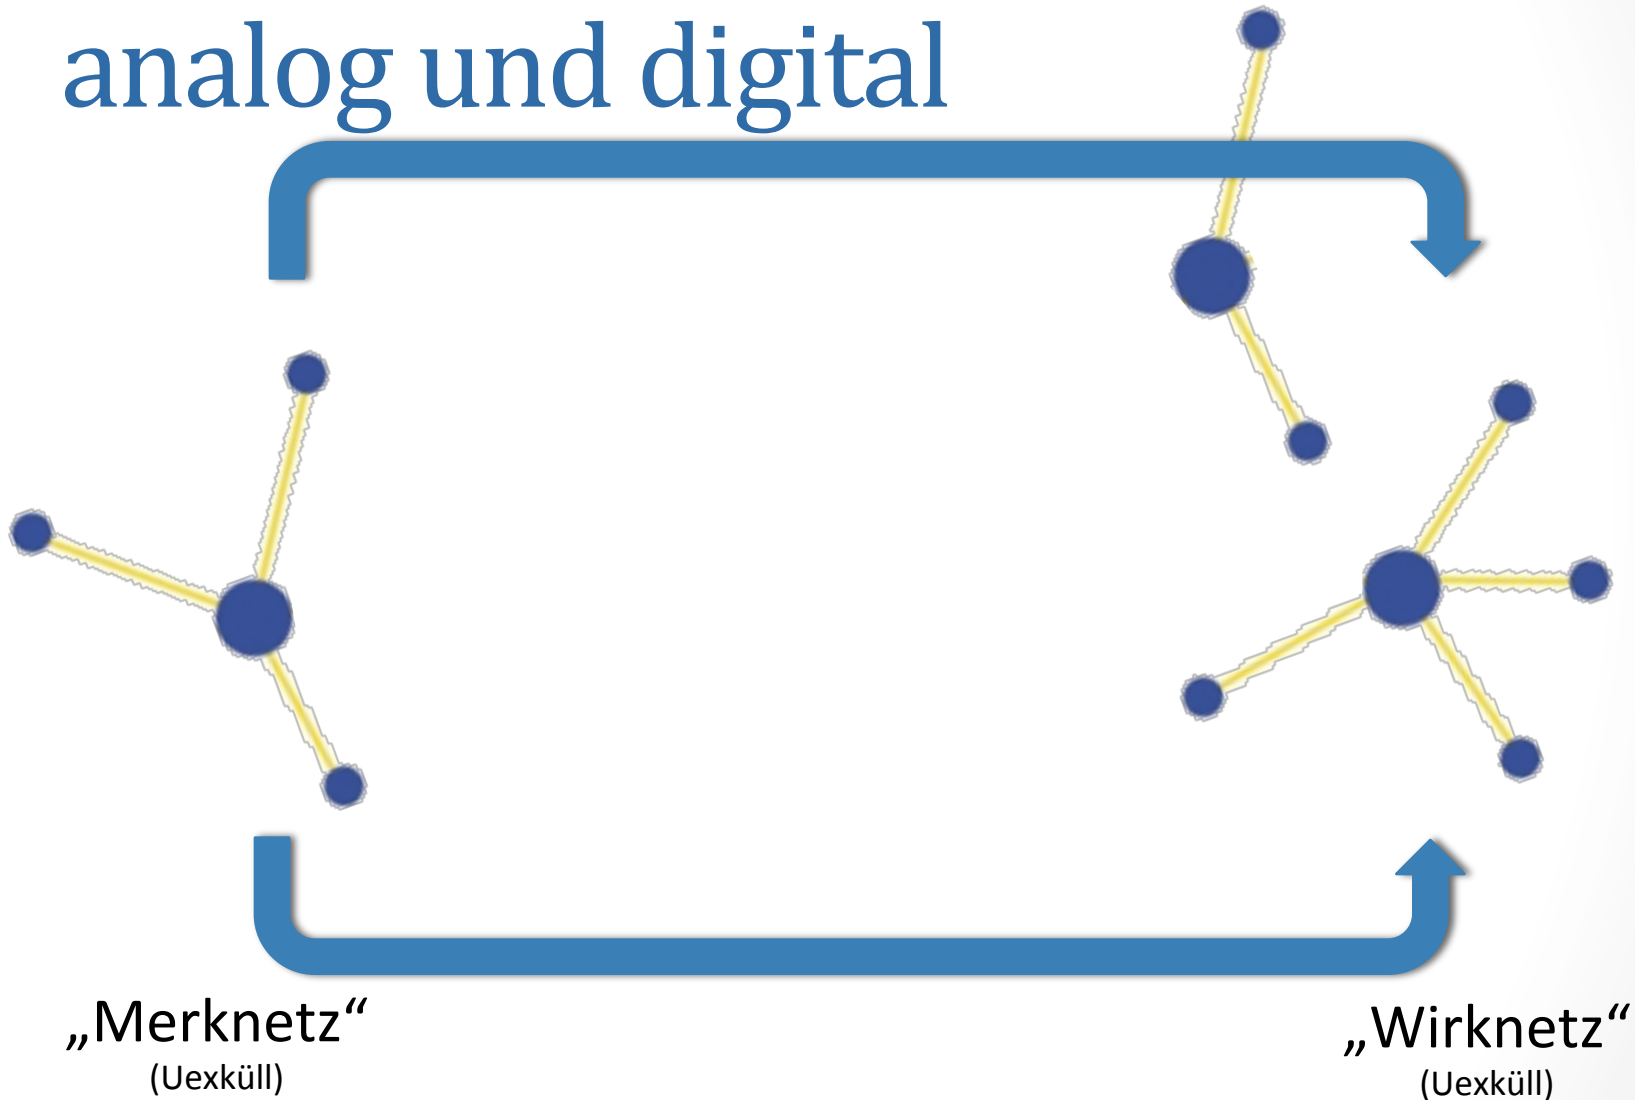 analog und digital
„Merknetz“
(Uexküll)
„Wirknetz“
(Uexküll)